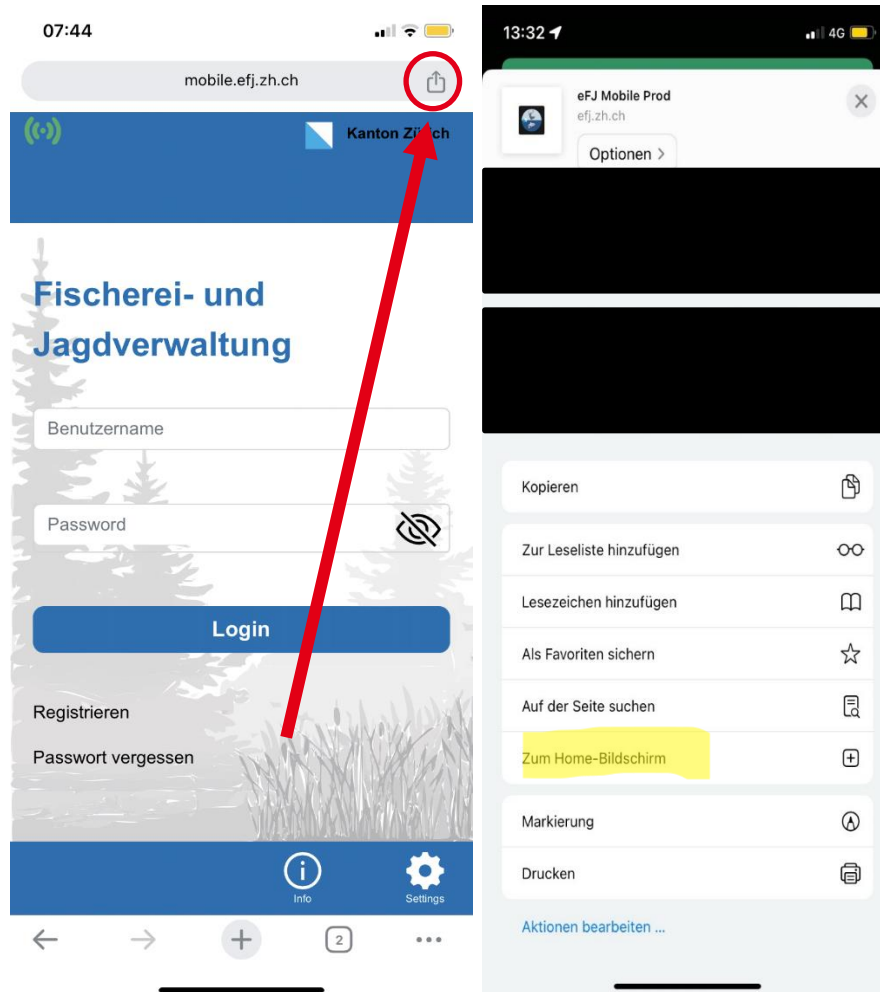 07:44
mobile.efj.zh.ch
Kanton Zürich
Fischerei- und
Jagdverwaltung
Benutzername
Password
Login
Registrieren
Passwort vergessen
Info
Settings
2
13:32
4G
eFJ Mobile Prod
efj.zh.ch
Optionen >
Kopieren
Zur Leseliste hinzufügen
Lesezeichen hinzufügen
Als Favoriten sichern
Auf der Seite suchen
Zum Home-Bildschirm
Markierung
Drucken
Aktionen bearbeiten ...